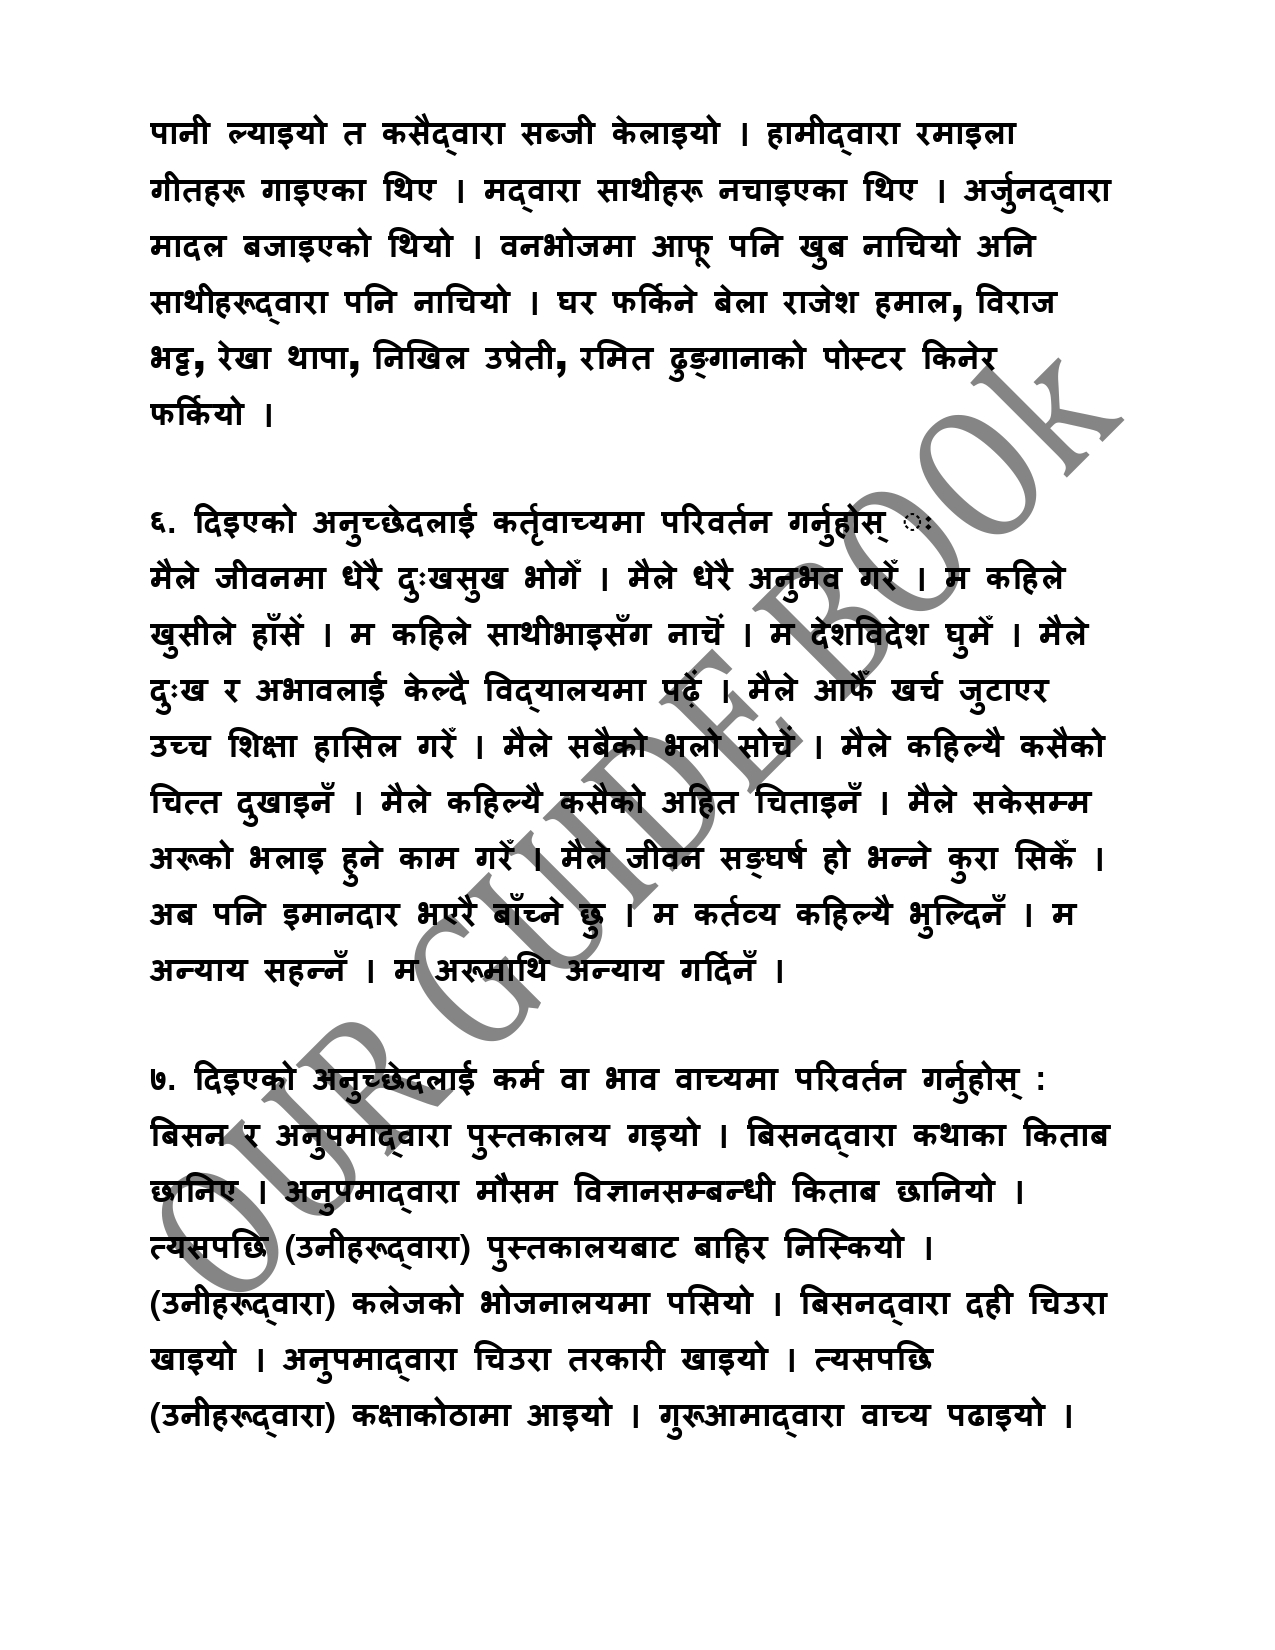 पानी ल्याइयो त कसैद्वारा सब्जी केलाइयो । हामीद्वारा रमाइला
गीतहरू गाइएका थिए । मद्वारा साथीहरू नचाइएका थिए । अर्जुनद्वारा
मादल बजाइएको थियो । वनभोजमा आफू पनि खुब नाचियो अनि
साथीहरूद्वारा पनि नाचियो । घर फर्किने बेला राजेश हमाल, विराज
भट्ट, रेखा थापा, निखिल उप्रेती, रमित ढुङ्गानाको पोस्टर किनेर
फर्कियो ।
६. दिइएको अनुच्छेदलाई कर्तृवाच्यमा परिवर्तन गर्नुहोस् ः
मैले जीवनमा धेरै दुःखसुख भोगेँ । मैले धेरै अनुभव गरेँ । म कहिले
खुसीले हाँसें । म कहिले साथीभाइसँग नाचें । म देशविदेश घुमेँ । मैले
दुःख र अभावलाई केल्दै विद्यालयमा पढ़ें । मैले आफैँ खर्च जुटाएर
उच्च शिक्षा हासिल गरेँ । मैले सबैको भलो सोचेँ । मैले कहिल्यै कसैको
चित्त दुखाइनँ । मैले कहिल्यै कसैको अहित चिताइनँ । मैले सकेसम्म
अरूको भलाइ हुने काम गरेँ । मैले जीवन सङ्घर्ष हो भन्ने कुरा सिकेँ ।
अब पनि इमानदार भएरै बाँच्ने छु । म कर्तव्य कहिल्यै भुल्दिनँ । म
अन्याय सहन्नँ । म अरूमाथि अन्याय गर्दिनँ ।
७. दिइएको अनुच्छेदलाई कर्म वा भाव वाच्यमा परिवर्तन गर्नुहोस् :
बिसन र अनुपमाद्वारा पुस्तकालय गइयो । बिसनद्वारा कथाका किताब
छानिए । अनुपमाद्वारा मौसम विज्ञानसम्बन्धी किताब छानियो ।
त्यसपछि (उनीहरूद्वारा) पुस्तकालयबाट बाहिर निस्कियो ।
(उनीहरूद्वारा) कलेजको भोजनालयमा पसियो । बिसनद्वारा दही चिउरा
खाइयो । अनुपमाद्वारा चिउरा तरकारी खाइयो । त्यसपछि
(उनीहरूद्वारा) कक्षाकोठामा आइयो । गुरूआमाद्वारा वाच्य पढाइयो ।
OUR GUIDE BOOk